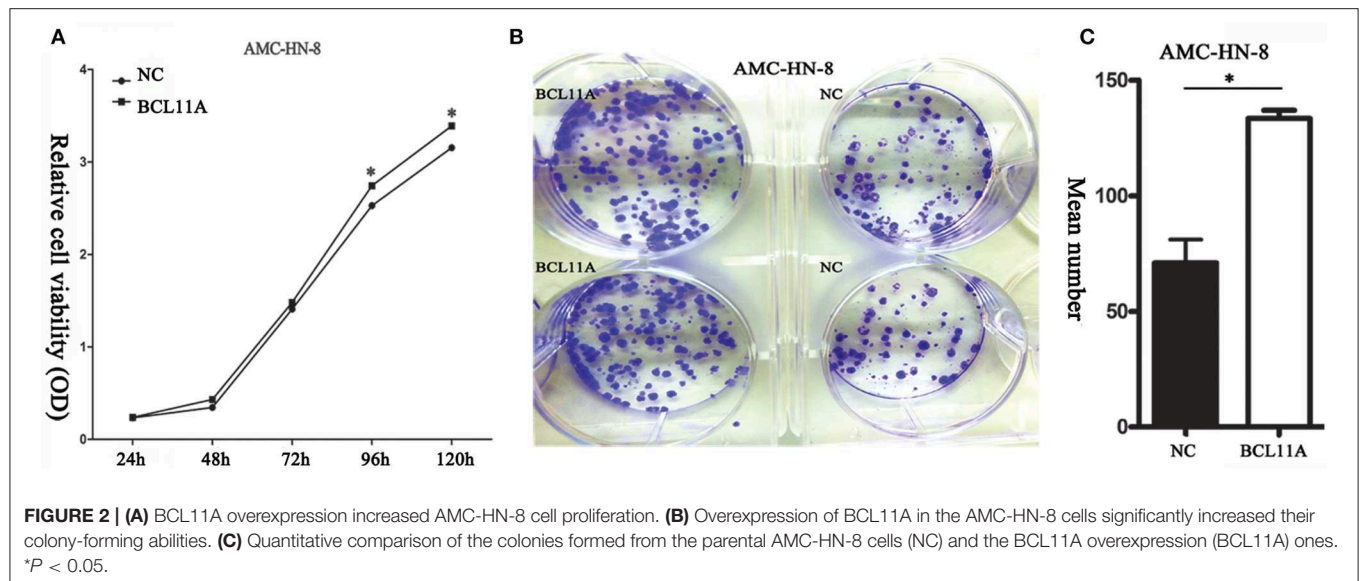 A
AMC-HN-8
NC
BCL11A
Relative cell viability (OD)
4
3
2
1
0
24h
48h
72h
96h
120h
*
*
B
AMC-HN-8
BCL11A
NC
BCL11A
NC
C
AMC-HN-8
*
Mean number
150
100
50
0
NC
BCL11A
FIGURE 2 | (A) BCL11A overexpression increased AMC-HN-8 cell proliferation. (B) Overexpression of BCL11A in the AMC-HN-8 cells significantly increased their
colony-forming abilities. (C) Quantitative comparison of the colonies formed from the parental AMC-HN-8 cells (NC) and the BCL11A overexpression (BCL11A) ones.
*P < 0.05.